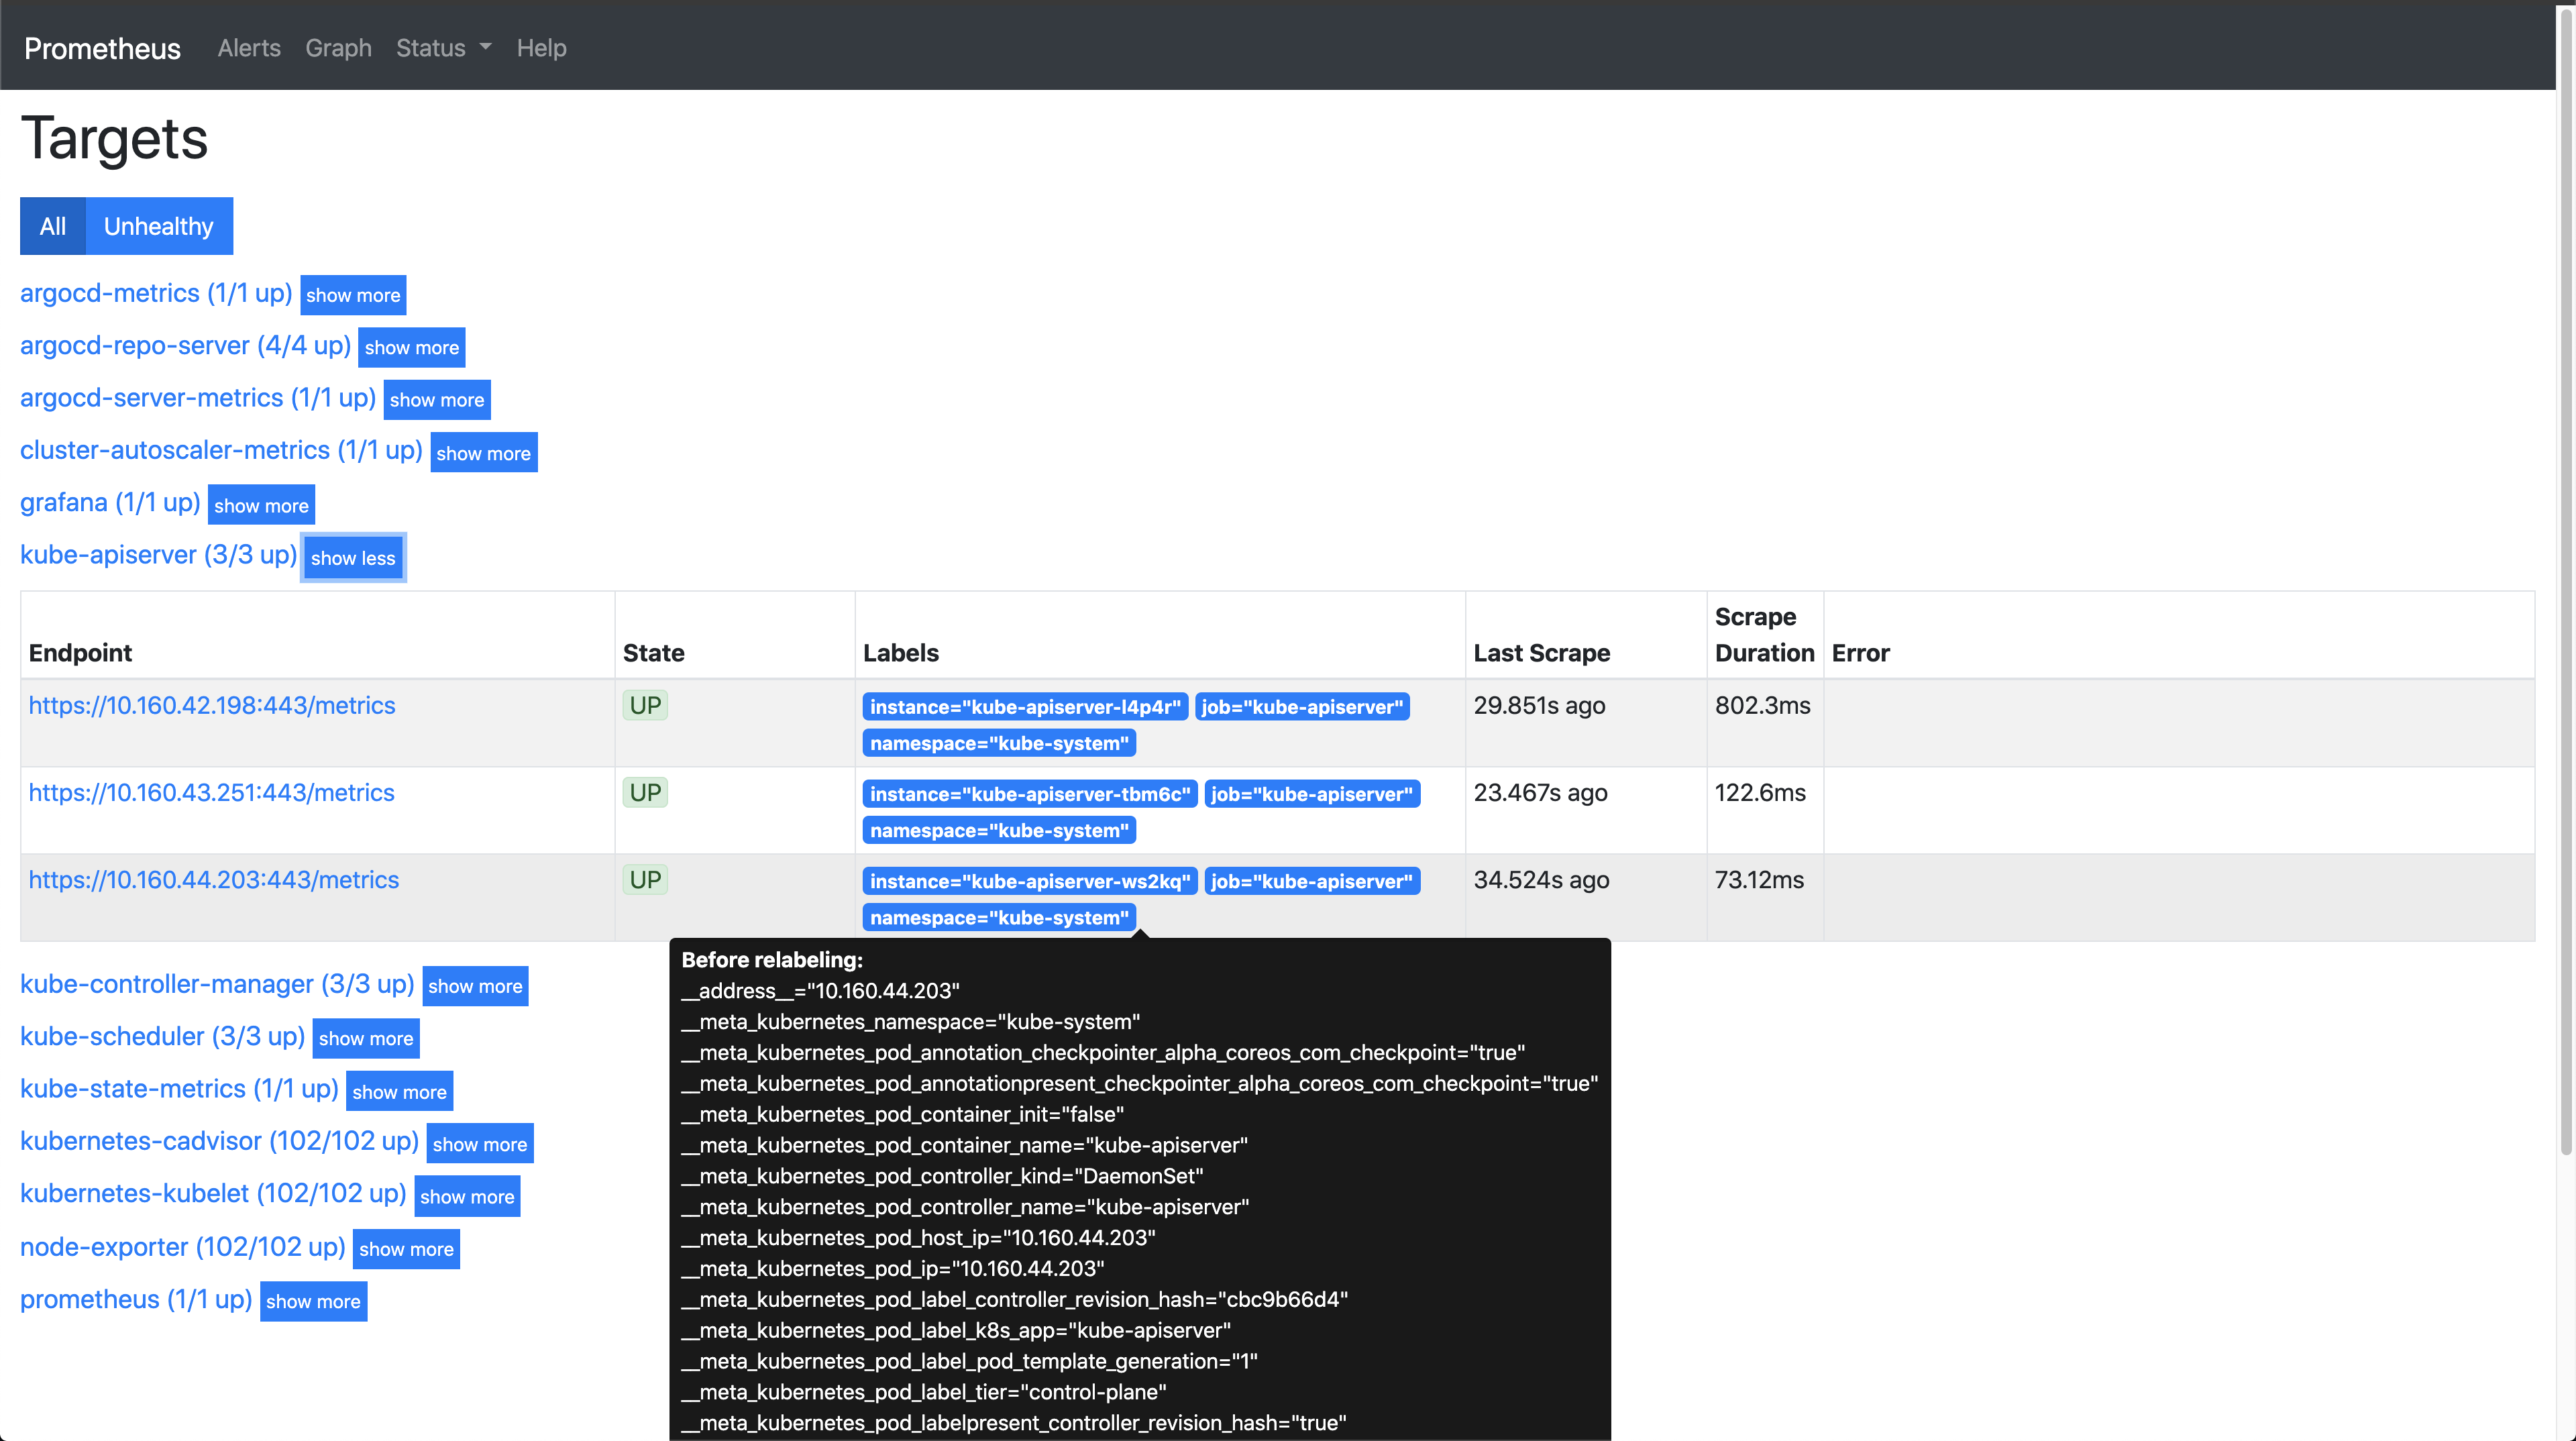 Prometheus Alerts Graph Status Help
Targets
All Unhealthy
argocd-metrics (1/1 up) show more
argocd-repo-server (4/4 up) show more
argocd-server-metrics (1/1 up) show more
cluster-autoscaler-metrics (1/1 up) show more
grafana (1/1 up) show more
kube-apiserver (3/3 up) show less
Endpoint State Labels Last Scrape Scrape Duration Error
https://10.160.42.198:443/metrics UP instance="kube-apiserver-l4p4r" job="kube-apiserver" 29.851s ago 802.3ms
namespace="kube-system"
https://10.160.43.251:443/metrics UP instance="kube-apiserver-tbm6c" job="kube-apiserver" 23.467s ago 122.6ms
namespace="kube-system"
https://10.160.44.203:443/metrics UP instance="kube-apiserver-ws2kq" job="kube-apiserver" 34.524s ago 73.12ms
namespace="kube-system"
Before relabeling:
__address__="10.160.44.203"
__meta_kubernetes_namespace="kube-system"
__meta_kubernetes_pod_annotation_checkpointer_alpha_coreos_com_checkpoint="true"
__meta_kubernetes_pod_annotationpresent_checkpointer_alpha_coreos_com_checkpoint="true"
__meta_kubernetes_pod_container_init="false"
__meta_kubernetes_pod_container_name="kube-apiserver"
__meta_kubernetes_pod_controller_kind="DaemonSet"
__meta_kubernetes_pod_controller_name="kube-apiserver"
__meta_kubernetes_pod_host_ip="10.160.44.203"
__meta_kubernetes_pod_ip="10.160.44.203"
__meta_kubernetes_pod_label_controller_revision_hash="cbc9b66d4"
__meta_kubernetes_pod_label_k8s_app="kube-apiserver"
__meta_kubernetes_pod_label_pod_template_generation="1"
__meta_kubernetes_pod_label_tier="control-plane"
__meta_kubernetes_pod_labelpresent_controller_revision_hash="true"
kube-controller-manager (3/3 up) show more
kube-scheduler (3/3 up) show more
kube-state-metrics (1/1 up) show more
kubernetes-cadvisor (102/102 up) show more
kubernetes-kubelet (102/102 up) show more
node-exporter (102/102 up) show more
prometheus (1/1 up) show more